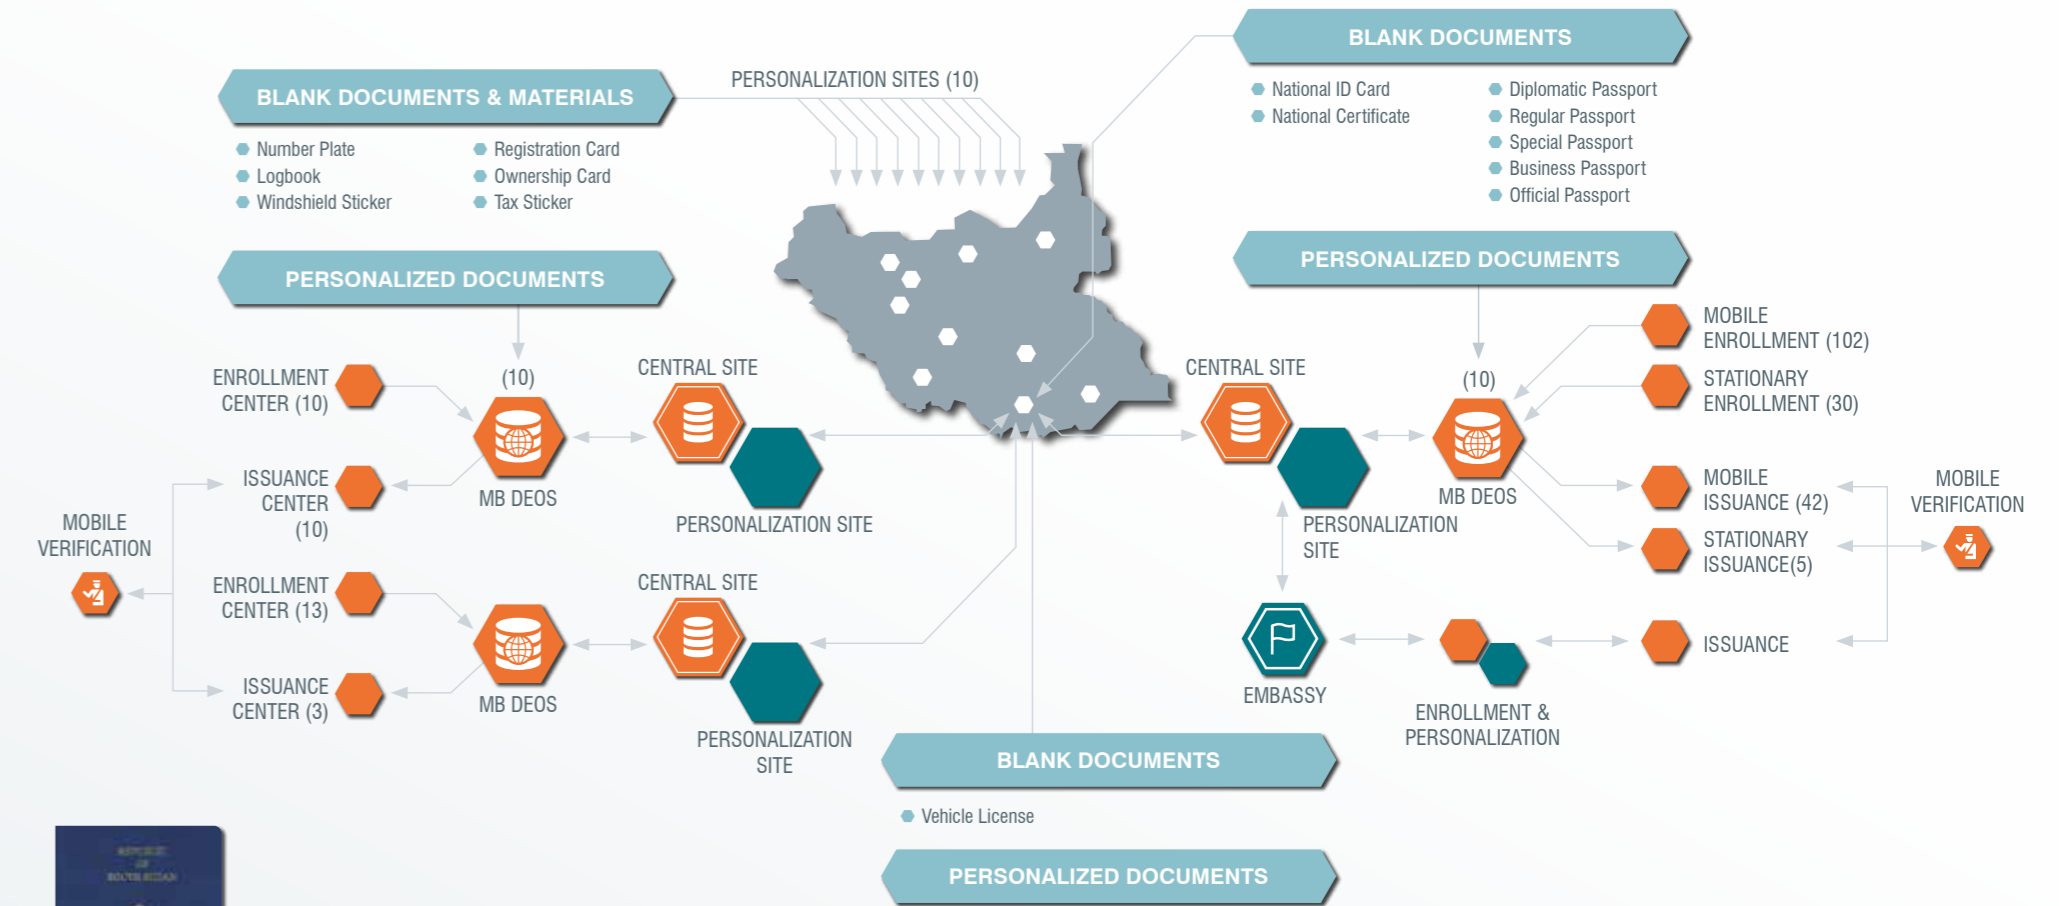 BLANK DOCUMENTS & MATERIALS
Number Plate
Logbook
Windshield Sticker
Registration Card
Ownership Card
Tax Sticker
PERSONALIZATION SITES (10)
BLANK DOCUMENTS
National ID Card
National Certificate
Diplomatic Passport
Regular Passport
Special Passport
Business Passport
Official Passport
PERSONALIZED DOCUMENTS
(10)
ENROLLMENT
CENTER (10)
MB DEOS
CENTRAL SITE
PERSONALIZATION SITE
ISSUANCE
CENTER
(10)
MOBILE
VERIFICATION
ENROLLMENT
CENTER (13)
MB DEOS
CENTRAL SITE
PERSONALIZATION
SITE
ISSUANCE
CENTER (3)
PERSONALIZED DOCUMENTS
CENTRAL SITE
PERSONALIZATION
SITE
(10)
MB DEOS
MOBILE
ENROLLMENT (102)
STATIONARY
ENROLLMENT (30)
MOBILE
ISSUANCE (42)
STATIONARY
ISSUANCE(5)
MOBILE
VERIFICATION
EMBASSY
ENROLLMENT &
PERSONALIZATION
ISSUANCE
BLANK DOCUMENTS
Vehicle License
PERSONALIZED DOCUMENTS
REPUBLIC
OF
SOUTH SUDAN